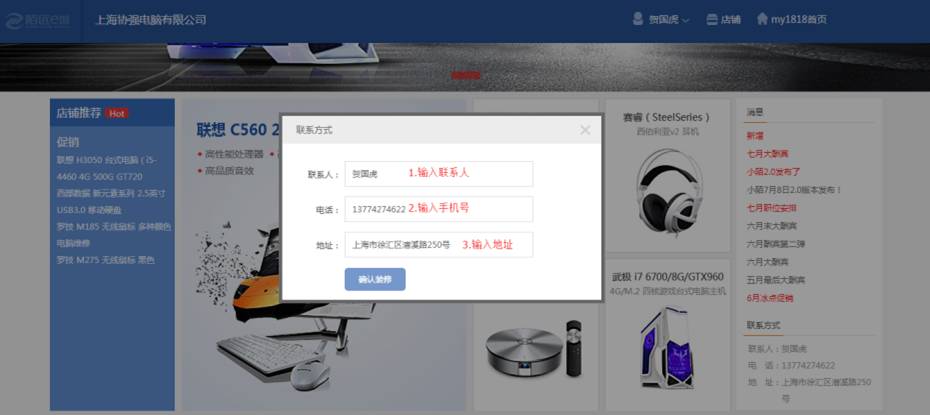 陌远e商
上海协强电脑有限公司
贺国虎
店铺
my1818首页
店铺推荐 Hot
促销
联想 H3050 台式电脑（i5-
4460 4G 500G GT720
西部数据 新元素系列 2.5英寸
USB3.0 移动硬盘
罗技 M185 无线鼠标 多种颜色
电脑维修
罗技 M275 无线鼠标 黑色
联想 C560 2
• 高性能处理器
• 高品质音效
联系方式
联系人： 贺国虎 1.输入联系人
电话： 13774274622 2.输入手机号
地址： 上海市徐汇区漕溪路250号 3.输入地址
确认装修
赛睿（SteelSeries）
西伯利亚v2 耳机
武极 i7 6700/8G/GTX960
4G/M.2 四核游戏台式电脑主机
消息
新增
七月大酬宾
小陌2.0发布了
小陌7月8日2.0版本发布！
七月职位安排
六月末大酬宾
六月酬宾第二弹
六月大酬宾
五月最后大酬宾
6月冰点促销
联系方式
联系人：贺国虎
电 话：13774274622
地 址：上海市徐汇区漕溪路250
号